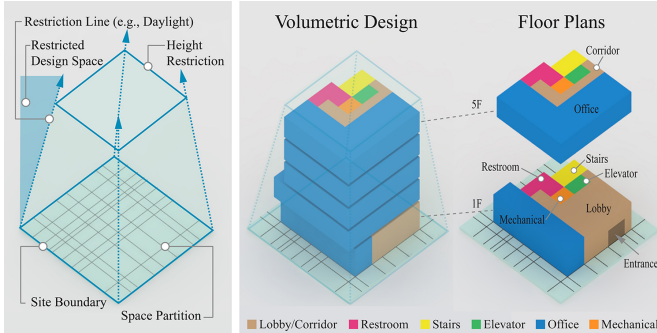 Restriction Line (e.g., Daylight)
Restricted
Design Space
Height
Restriction
Site Boundary
Space Partition
Volumetric Design
Floor Plans
Corridor
5F
Office
Stairs
Restroom
Elevator
1F
Mechanical
Lobby
Entrance
Lobby/Corridor
Restroom
Stairs
Elevator
Office
Mechanical